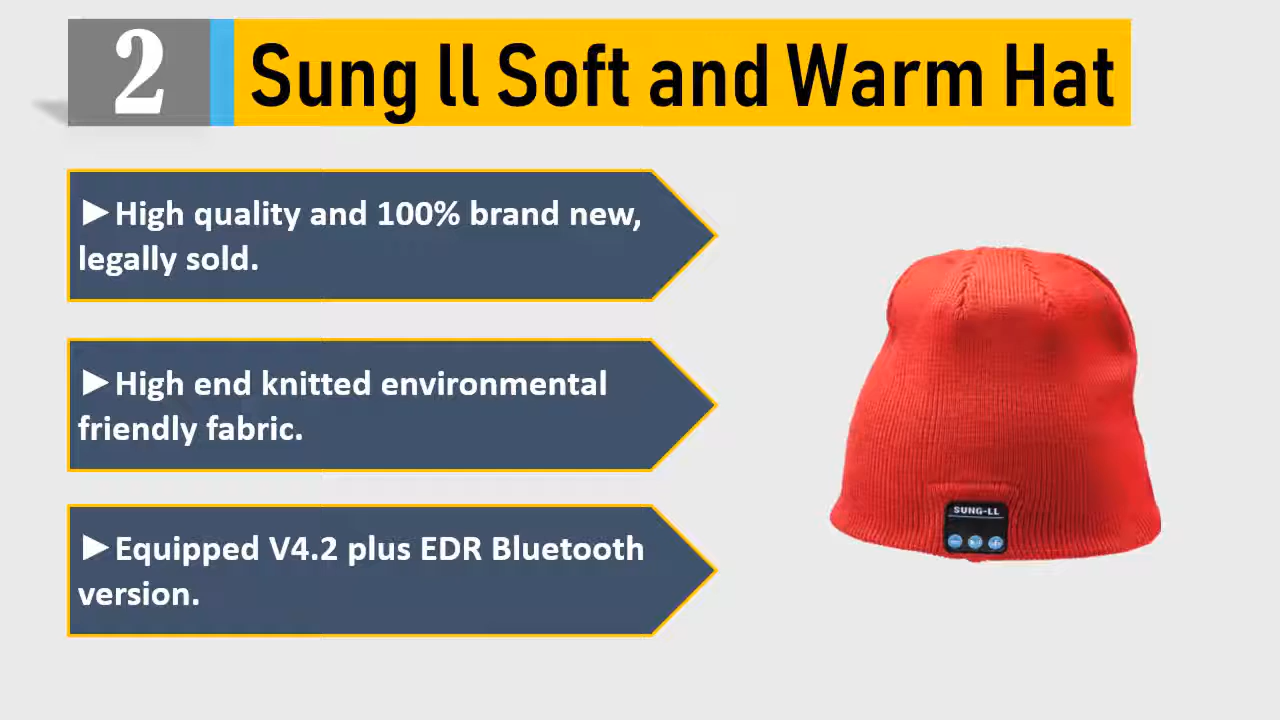 2
Sung ll Soft and Warm Hat
►High quality and 100% brand new,
legally sold.
►High end knitted environmental
friendly fabric.
►Equipped V4.2 plus EDR Bluetooth
version.
SUNG-LL